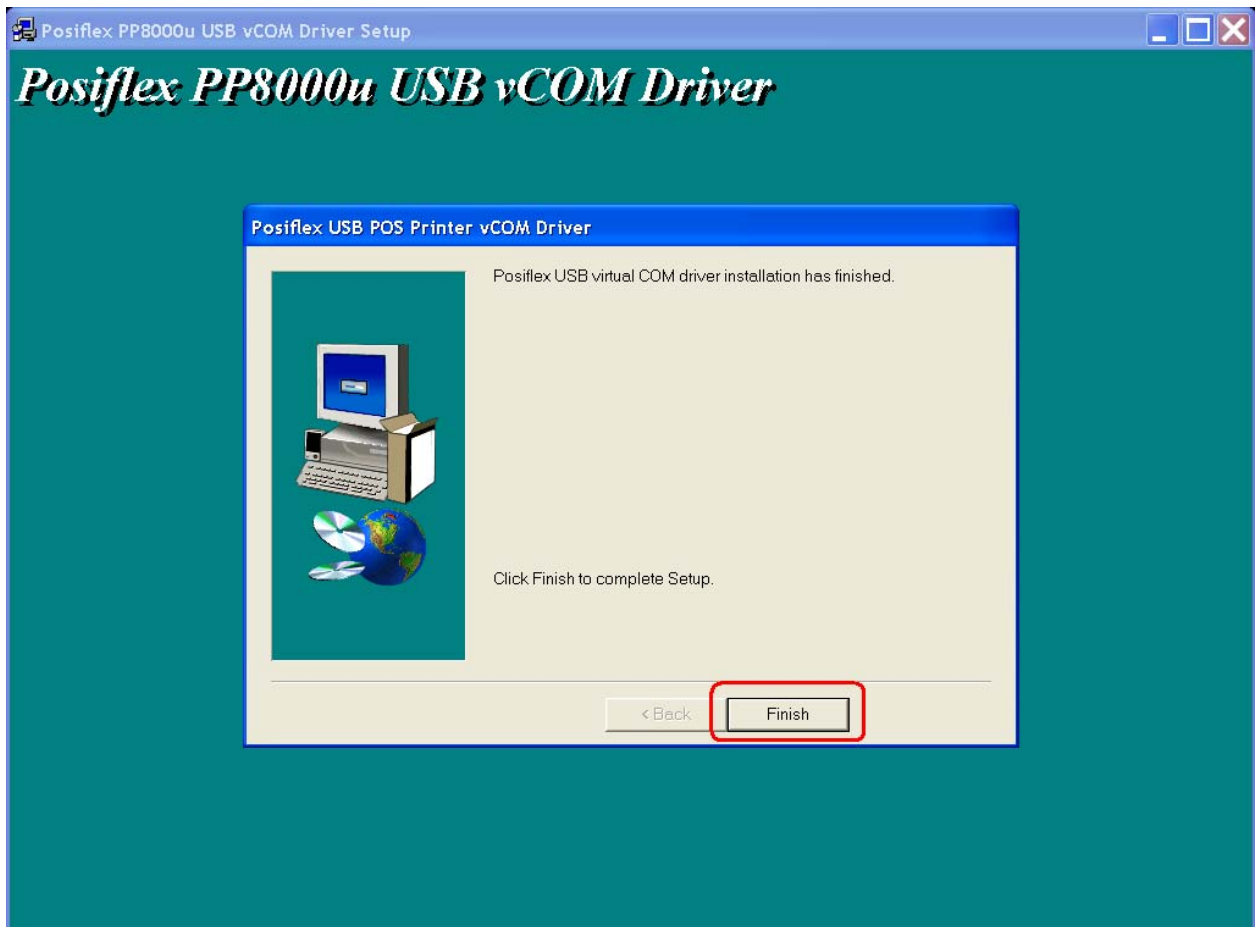 Posiflex PP8000u USB vCOM Driver Setup
Posiflex PP8000u USB vCOM Driver
Posiflex USB POS Printer vCOM Driver
Posiflex USB virtual COM driver installation has finished.
Click Finish to complete Setup.
< Back
Finish